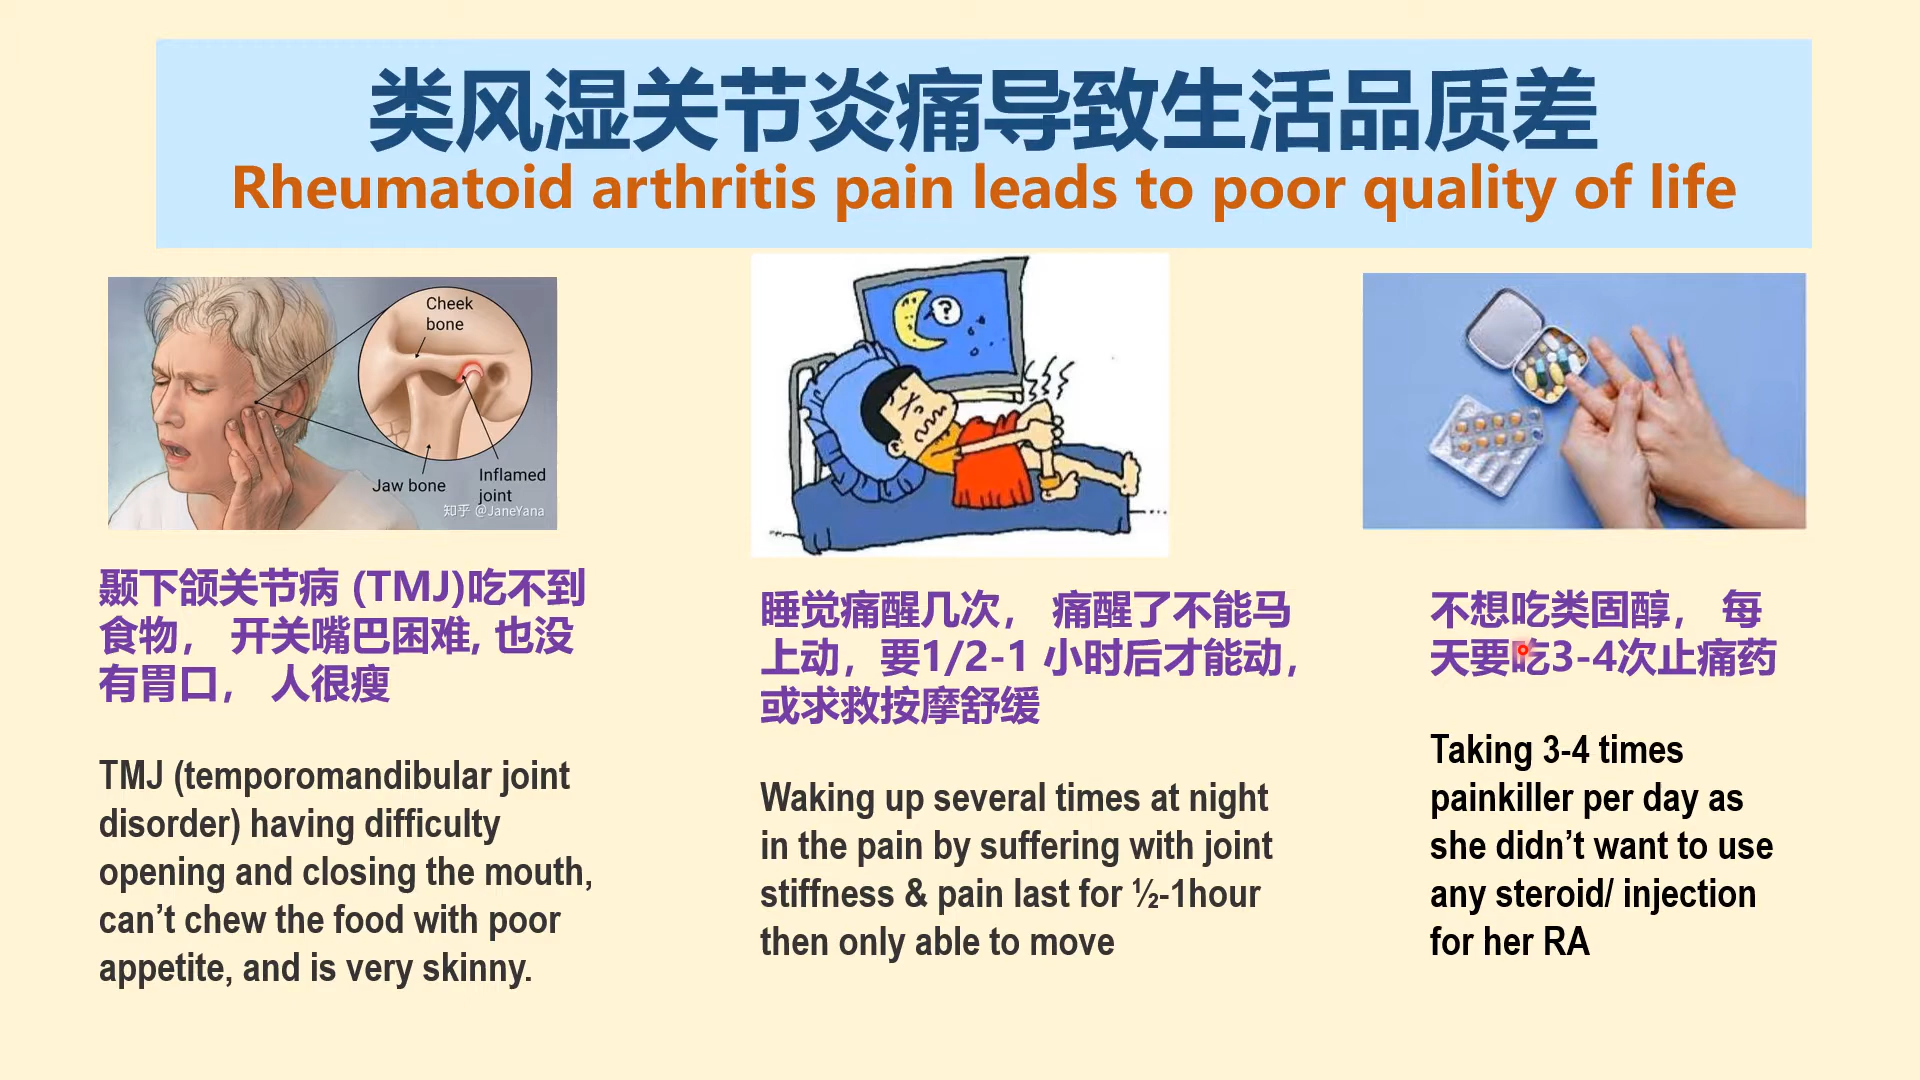 类风湿关节炎痛导致生活品质差
Rheumatoid arthritis pain leads to poor quality of life
Cheek
bone
Jaw bone
Inflamed
joint
知乎 @JaneYana
?
颞下颌关节病 (TMJ)吃不到
食物， 开关嘴巴困难, 也没
有胃口， 人很瘦
TMJ (temporomandibular joint
disorder) having difficulty
opening and closing the mouth,
can’t chew the food with poor
appetite, and is very skinny.
睡觉痛醒几次， 痛醒了不能马
上动，要1/2-1 小时后才能动，
或求救按摩舒缓
Waking up several times at night
in the pain by suffering with joint
stiffness & pain last for ½-1hour
then only able to move
不想吃类固醇， 每
天要吃3-4次止痛药
Taking 3-4 times
painkiller per day as
she didn’t want to use
any steroid/ injection
for her RA